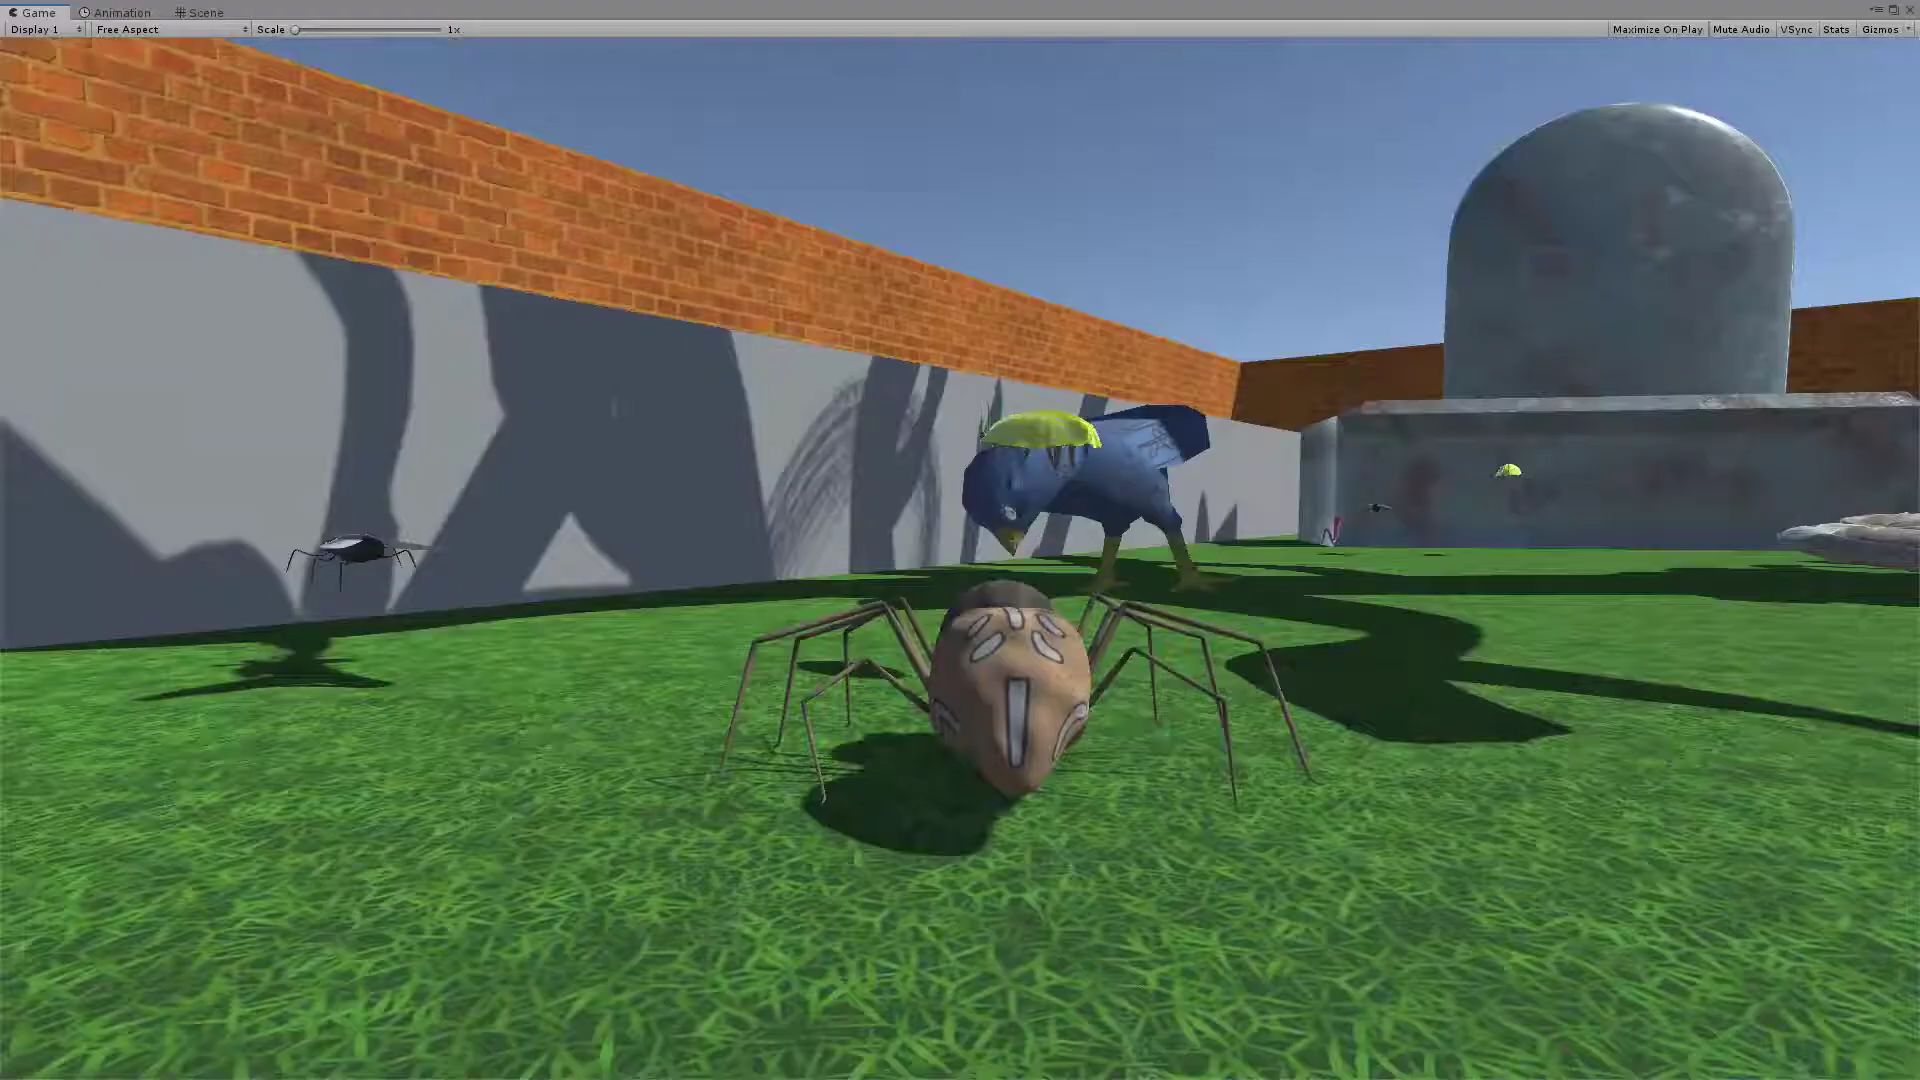 Game Animation Scene
Display 1 Free Aspect Scale 1x Maximize On Play Mute Audio VSync Stats Gizmos